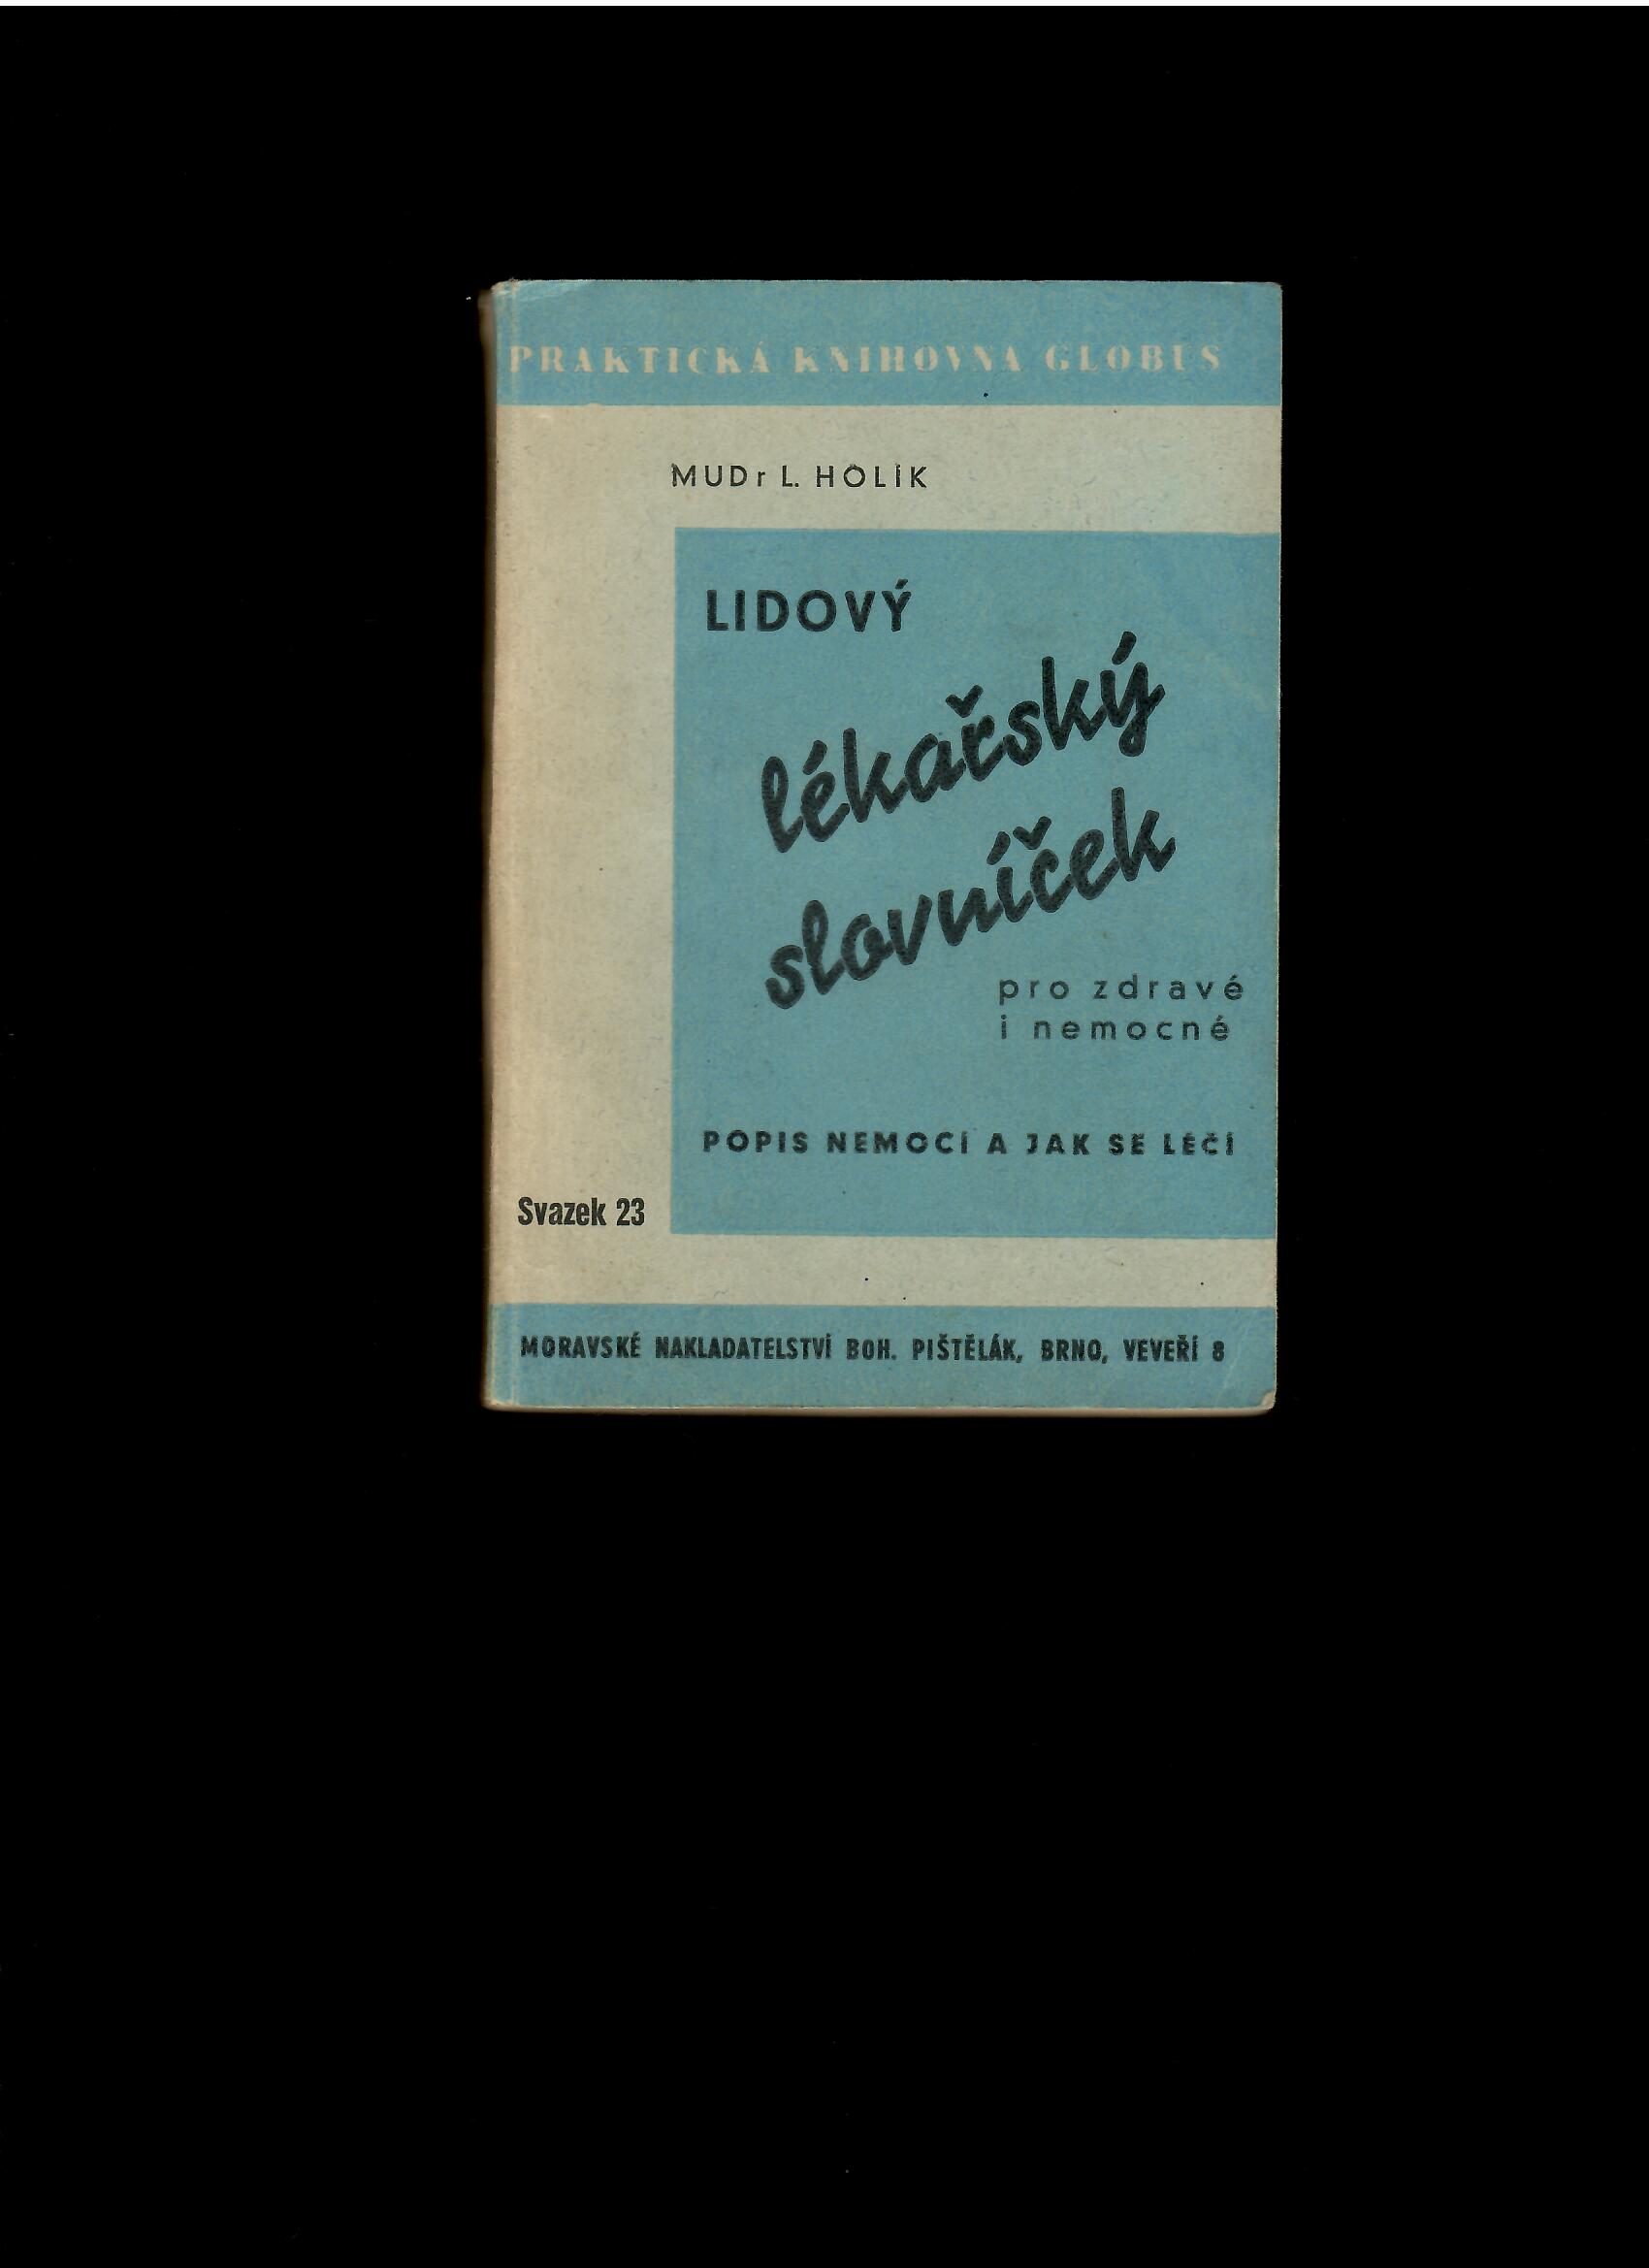 PRAKTICKÁ KNIHOVNA GLOBUS
MUDr L. HOLÍK
LIDOVÝ
lékařský
slovníček
pro zdravé
i nemocné
POPIS NEMOCÍ A JAK SE LÉČÍ
Svazek 23
MORAVSKÉ NAKLADATELSTVÍ BOH. PIŠTĚLÁK, BRNO, VEVEŘÍ 8